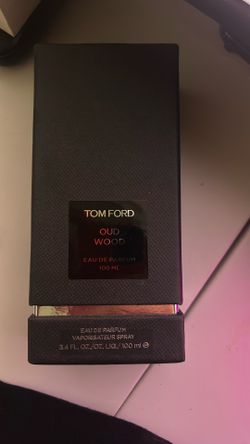 TOM FORD
OUD
WOOD
EAU DE PARFUM
100 ML
EAU DE PARFUM
VAPORISATEUR SPRAY
3.4 FL. OZ./OZ. LIQ./100 ml ℮